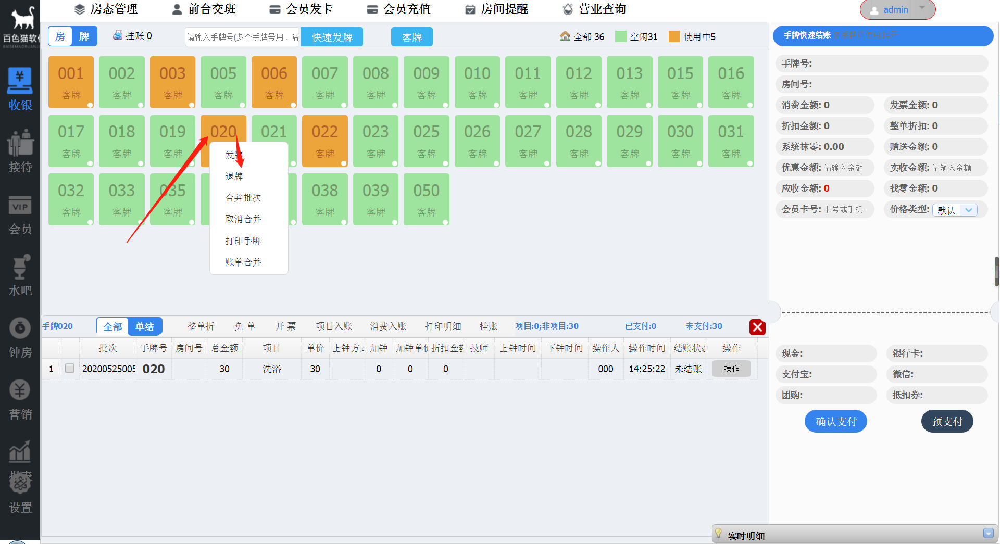 房态管理 前台交班 会员发卡 会员充值 房间提醒 营业查询 admin
百色猫软件
BAISEMAORUANJI
房 牌 挂账 0 请输入手牌号(多个手牌号用 . 隔 快速发牌 客牌 全部 36 空闲31 使用中5
手牌快速结账
001 002 003 005 006 007 008 009 010 011 012 013 015 016
客牌 客牌 客牌 客牌 客牌 客牌 客牌 客牌 客牌 客牌 客牌 客牌 客牌 客牌
017 018 019 020 021 022 023 025 026 027 028 029 030 031
客牌 客牌 客牌 客牌 客牌 客牌 客牌 客牌 客牌 客牌 客牌 客牌
032 033 035 038 039 050
客牌 客牌 客牌 客牌 客牌 客牌
发牌
退牌
合并批次
取消合并
打印手牌
账单合并
收银
接待
VIP
会员
水吧
钟房
营销
报表
设置
手牌号:
房间号:
消费金额: 0 发票金额: 0
折扣金额: 0 整单折扣: 0
系统抹零: 0.00 赠送金额: 0
优惠金额: 请输入金额 实收金额: 请输入金额
应收金额: 0 找零金额: 0
会员卡号: 卡号或手机 价格类型: 默认
手牌020 全部 单结 整单折 免 单 开 票 项目入账 消费入账 打印明细 挂账 项目:0;非项目:30 已支付:0 未支付:30
批次 手牌号 房间号 总金额 项目 单价 上钟方式 加钟 加钟单价 折扣金额 技师 上钟时间 下钟时间 操作人 操作时间 结账状态 操作
1 20200525005 020 30 洗浴 30 0 0 0 000 14:25:22 未结账 操作
现金: 银行卡:
支付宝: 微信:
团购: 抵扣券:
确认支付 预支付
实时明细